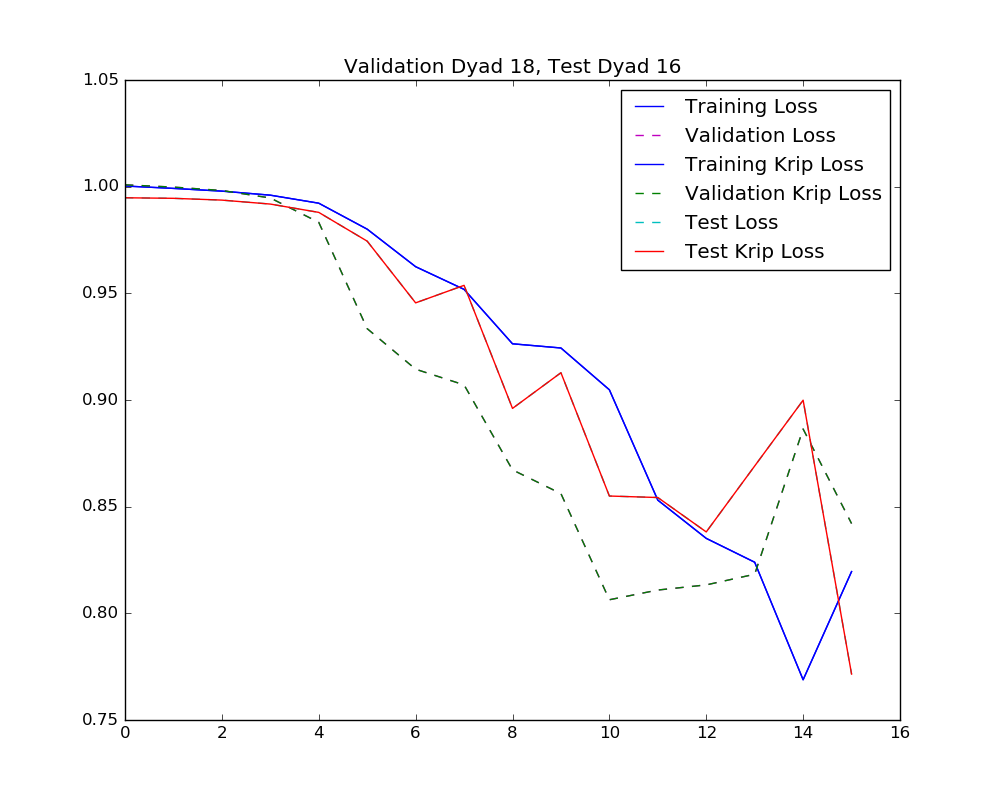 Validation Dyad 18, Test Dyad 16
1.05
1.00
0.95
0.90
0.85
0.80
0.75
0 2 4 6 8 10 12 14 16
Training Loss
Validation Loss
Training Krip Loss
Validation Krip Loss
Test Loss
Test Krip Loss